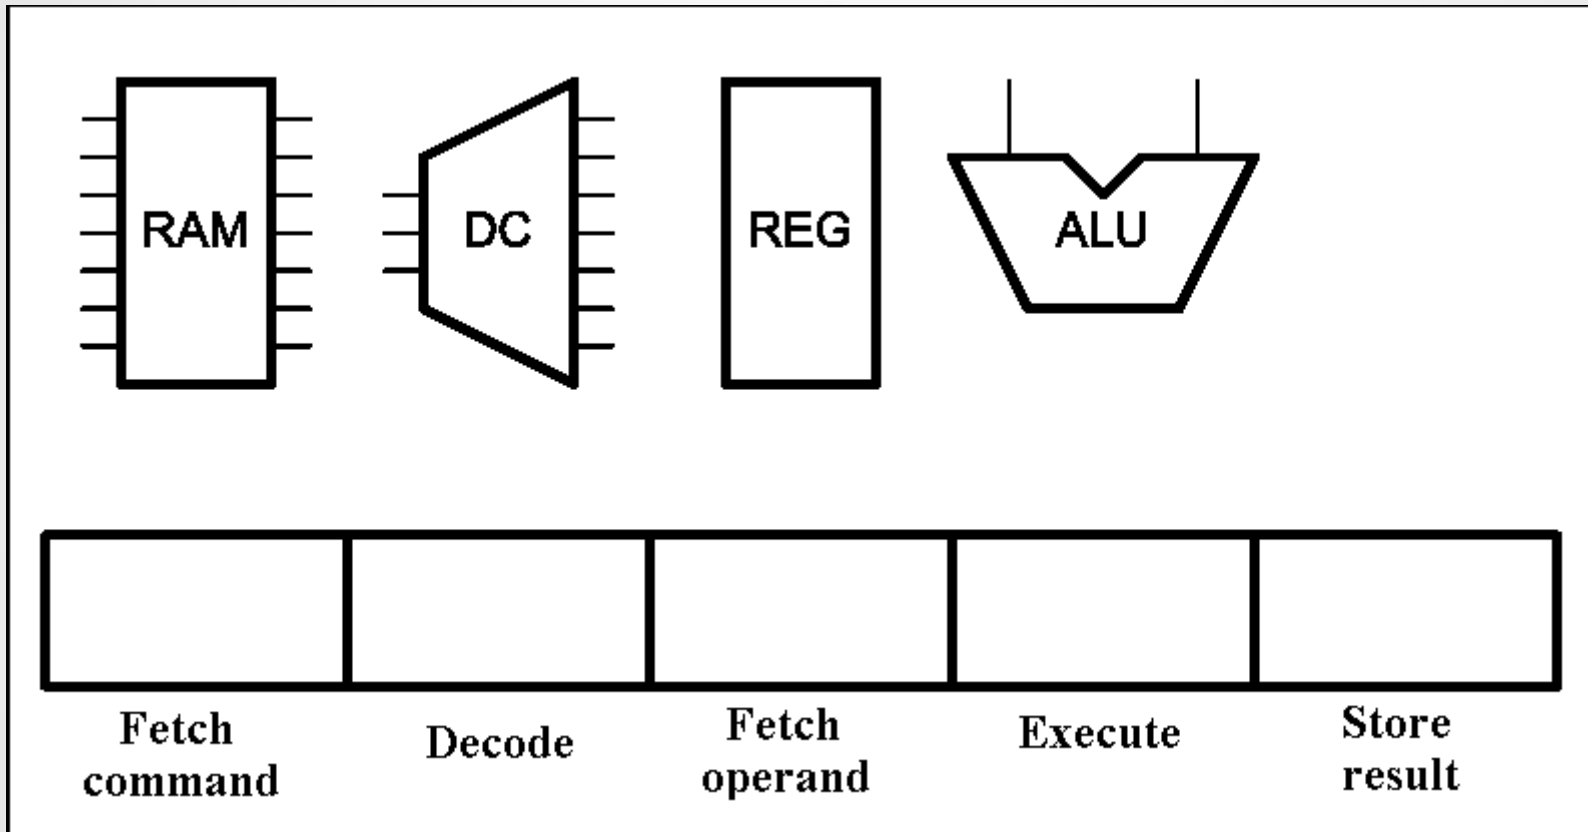 RAM
DC
REG
ALU
Fetch
command
Decode
Fetch
operand
Execute
Store
result